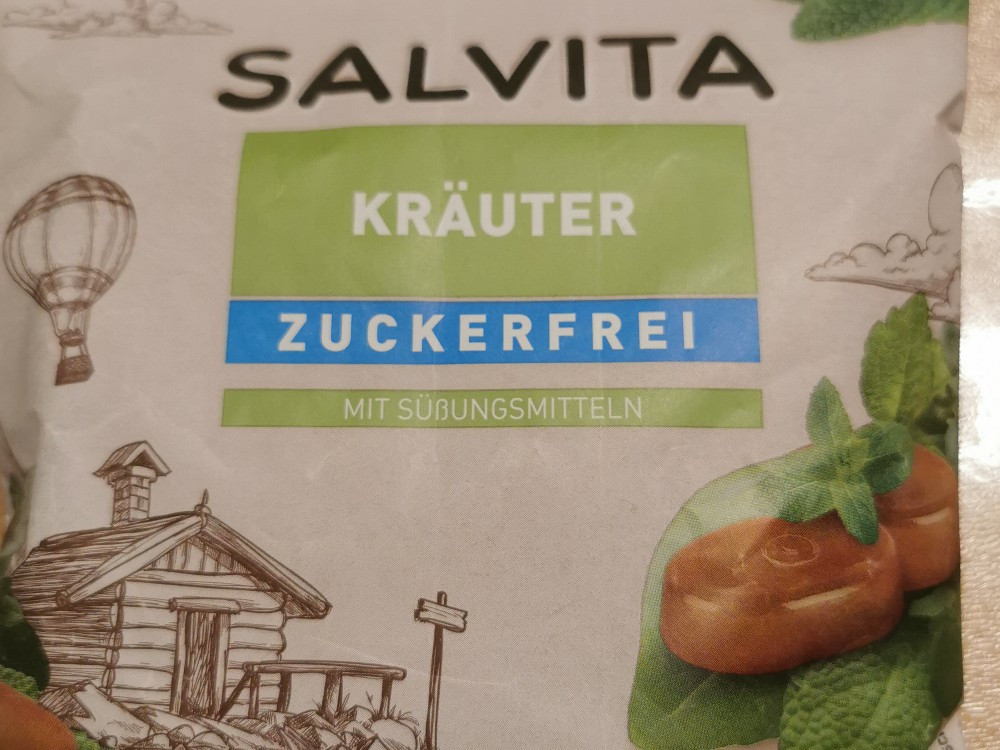 SALVITA
KRÄUTER
ZUCKERFREI
MIT SÜßUNGSMITTELN